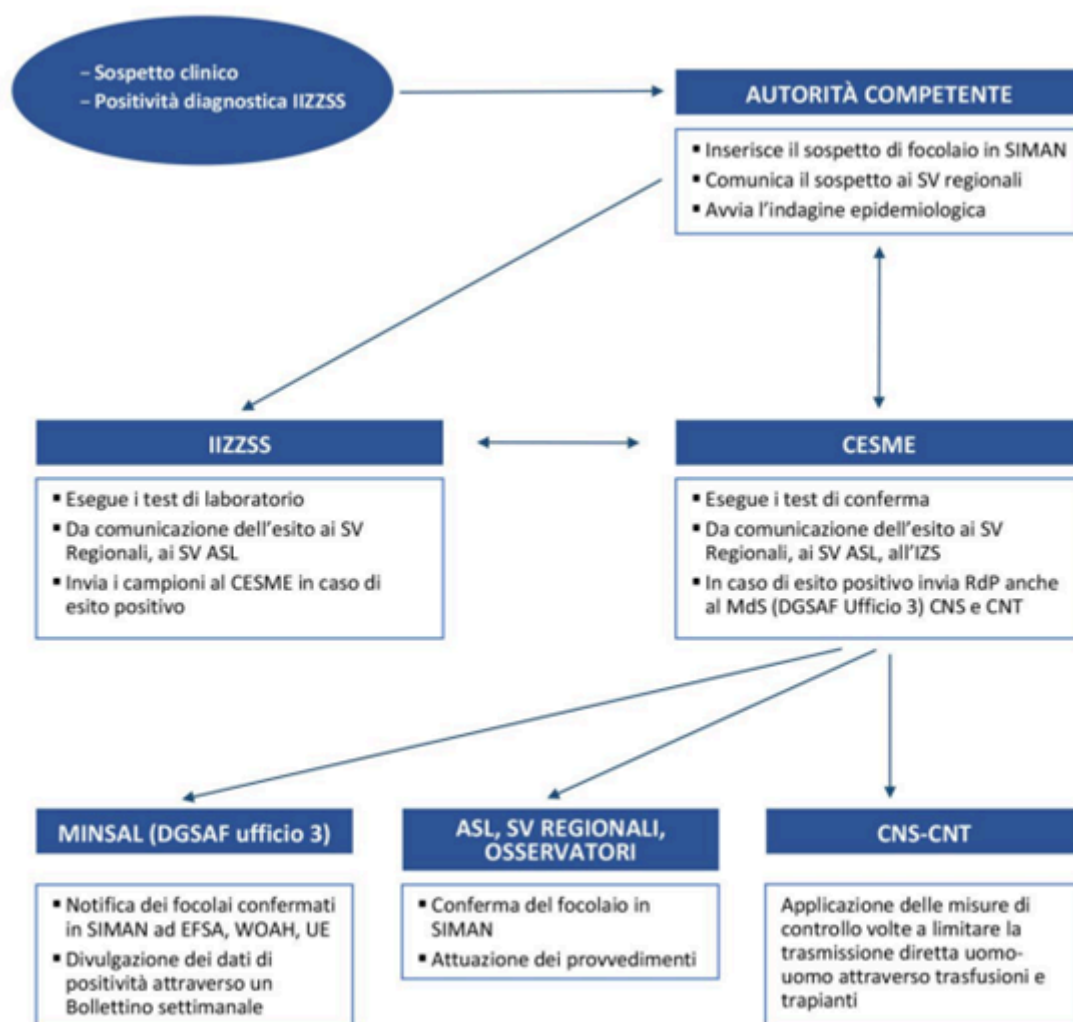 – Sospetto clinico
– Positività diagnostica IIZZSS
AUTORITÀ COMPETENTE
▪ Inserisce il sospetto di focolaio in SIMAN
▪ Comunica il sospetto ai SV regionali
▪ Avvia l'indagine epidemiologica
IIZZSS
▪ Esegue i test di laboratorio
▪ Da comunicazione dell'esito ai SV
Regionali, ai SV ASL
▪ Invia i campioni al CESME in caso di
esito positivo
CESME
▪ Esegue i test di conferma
▪ Da comunicazione dell'esito ai SV
Regionali, ai SV ASL, all'IZS
▪ In caso di esito positivo invia RdP anche
al MdS (DGSAF Ufficio 3) CNS e CNT
MINSAL (DGSAF ufficio 3)
▪ Notifica dei focolai confermati
in SIMAN ad EFSA, WOAH, UE
▪ Divulgazione dei dati di
positività attraverso un
Bollettino settimanale
ASL, SV REGIONALI,
OSSERVATORI
▪ Conferma del focolaio in
SIMAN
▪ Attuazione dei provvedimenti
CNS-CNT
Applicazione delle misure di
controllo volte a limitare la
trasmissione diretta uomo-
uomo attraverso trasfusioni e
trapianti